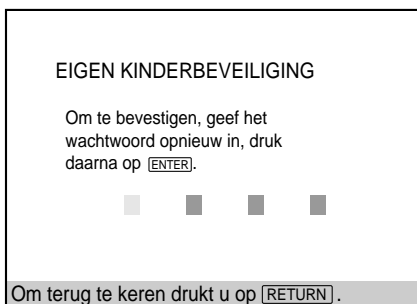 EIGEN KINDERBEVEILIGING
Om te bevestigen, geef het
wachtwoord opnieuw in, druk
daarna op ENTER.
Om terug te keren drukt u op RETURN.